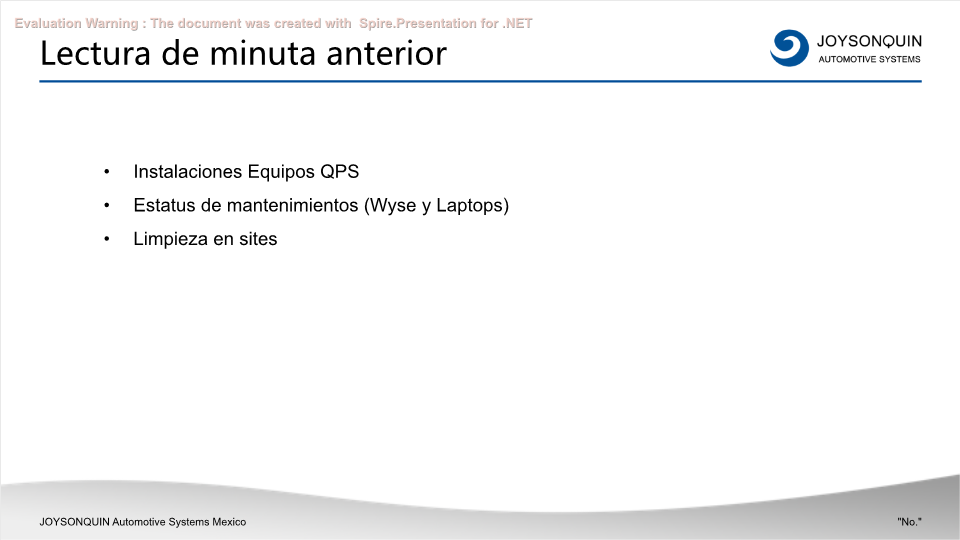 Evaluation Warning : The document was created with  Spire.Presentation for .NET
Lectura de minuta anterior
JOYSONQUIN
AUTOMOTIVE SYSTEMS
• Instalaciones Equipos QPS
• Estatus de mantenimientos (Wyse y Laptops)
• Limpieza en sites
JOYSONQUIN Automotive Systems Mexico
"No."